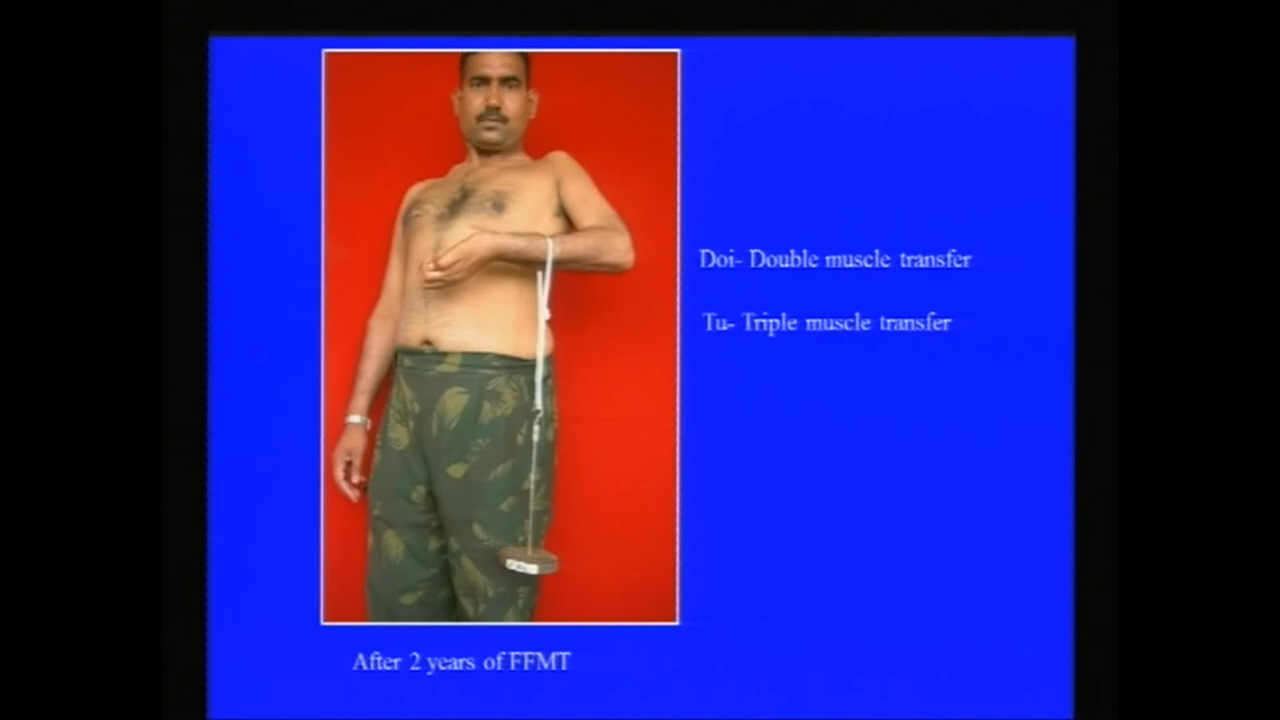 Doi- Double muscle transfer
Tu- Triple muscle transfer
After 2 years of FFMT